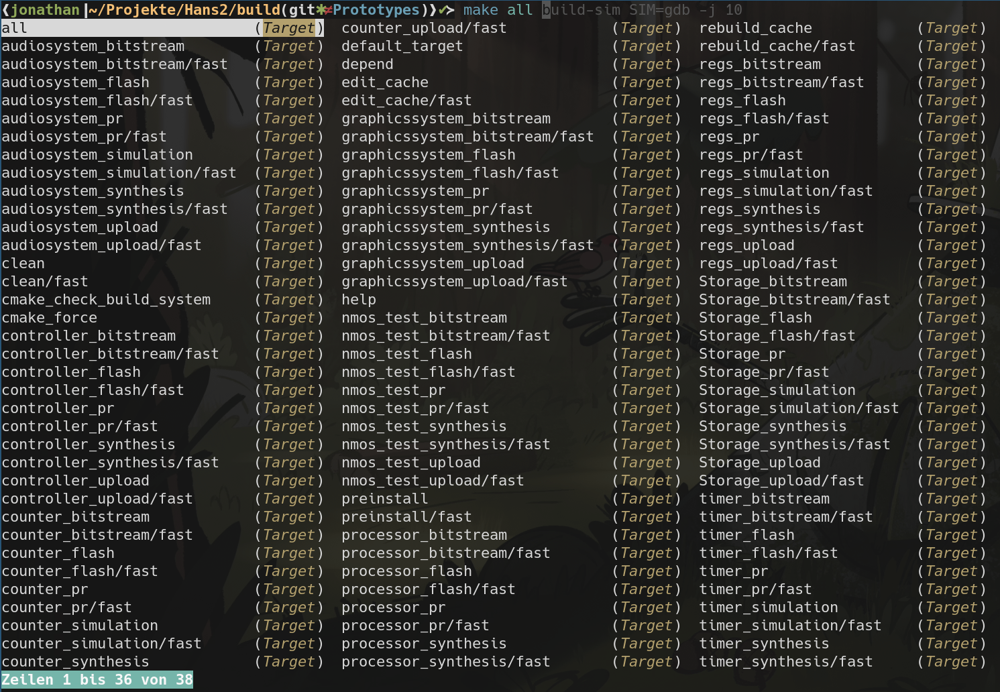 ❬jonathan |~/Projekte/Hans2/build(git✱≠Prototypes)❭✔≻ make all build-sim SIM=gdb -j 10
all (Target) counter_upload/fast (Target) rebuild_cache (Target)
audiosystem_bitstream (Target) default_target (Target) rebuild_cache/fast (Target)
audiosystem_bitstream/fast (Target) depend (Target) regs_bitstream (Target)
audiosystem_flash (Target) edit_cache (Target) regs_bitstream/fast (Target)
audiosystem_flash/fast (Target) edit_cache/fast (Target) regs_flash (Target)
audiosystem_pr (Target) graphicssystem_bitstream (Target) regs_flash/fast (Target)
audiosystem_pr/fast (Target) graphicssystem_bitstream/fast (Target) regs_pr (Target)
audiosystem_simulation (Target) graphicssystem_flash (Target) regs_pr/fast (Target)
audiosystem_simulation/fast (Target) graphicssystem_flash/fast (Target) regs_simulation (Target)
audiosystem_synthesis (Target) graphicssystem_pr (Target) regs_simulation/fast (Target)
audiosystem_synthesis/fast (Target) graphicssystem_pr/fast (Target) regs_synthesis (Target)
audiosystem_upload (Target) graphicssystem_synthesis (Target) regs_synthesis/fast (Target)
audiosystem_upload/fast (Target) graphicssystem_synthesis/fast (Target) regs_upload (Target)
clean (Target) graphicssystem_upload (Target) regs_upload/fast (Target)
clean/fast (Target) graphicssystem_upload/fast (Target) Storage_bitstream (Target)
cmake_check_build_system (Target) help (Target) Storage_bitstream/fast (Target)
cmake_force (Target) nmos_test_bitstream (Target) Storage_flash (Target)
controller_bitstream (Target) nmos_test_bitstream/fast (Target) Storage_flash/fast (Target)
controller_bitstream/fast (Target) nmos_test_flash (Target) Storage_pr (Target)
controller_flash (Target) nmos_test_flash/fast (Target) Storage_pr/fast (Target)
controller_flash/fast (Target) nmos_test_pr (Target) Storage_simulation (Target)
controller_pr (Target) nmos_test_pr/fast (Target) Storage_simulation/fast (Target)
controller_pr/fast (Target) nmos_test_synthesis (Target) Storage_synthesis (Target)
controller_synthesis (Target) nmos_test_synthesis/fast (Target) Storage_synthesis/fast (Target)
controller_synthesis/fast (Target) nmos_test_upload (Target) Storage_upload (Target)
controller_upload (Target) nmos_test_upload/fast (Target) Storage_upload/fast (Target)
controller_upload/fast (Target) preinstall (Target) timer_bitstream (Target)
counter_bitstream (Target) preinstall/fast (Target) timer_bitstream/fast (Target)
counter_bitstream/fast (Target) processor_bitstream (Target) timer_flash (Target)
counter_flash (Target) processor_bitstream/fast (Target) timer_flash/fast (Target)
counter_flash/fast (Target) processor_flash (Target) timer_pr (Target)
counter_pr (Target) processor_flash/fast (Target) timer_pr/fast (Target)
counter_pr/fast (Target) processor_pr (Target) timer_simulation (Target)
counter_simulation (Target) processor_pr/fast (Target) timer_simulation/fast (Target)
counter_simulation/fast (Target) processor_synthesis (Target) timer_synthesis (Target)
counter_synthesis (Target) processor_synthesis/fast (Target) timer_synthesis/fast (Target)
Zeilen 1 bis 36 von 38